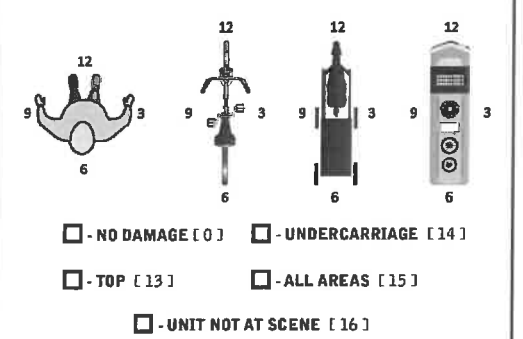 12 12 12
12
9 3 9 3 9 3 9 3
6
6 6 6
- NO DAMAGE [ 0 ] - UNDERCARRIAGE [ 14 ]
- TOP [ 13 ] - ALL AREAS [ 15 ]
- UNIT NOT AT SCENE [ 16 ]